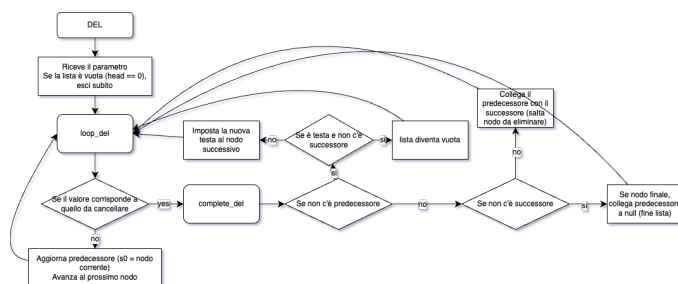 DEL
Riceve il parametro
Se la lista è vuota (head == 0),
esci subito
loop_del
Se il valore corrisponde a
quello da cancellare
yes
no
Aggiorna predecessore (s0 = nodo
corrente)
Avanza al prossimo nodo
complete_del
Se non c'è predecessore
si
no
Se è testa e non c'è
successore
no
Imposta la nuova
testa al nodo
successivo
si
lista diventa vuota
Se non c'è successore
no
Collega il
predecessore con il
successore (salta
nodo da eliminare)
si
Se nodo finale,
collega predecessore
a null (fine lista)